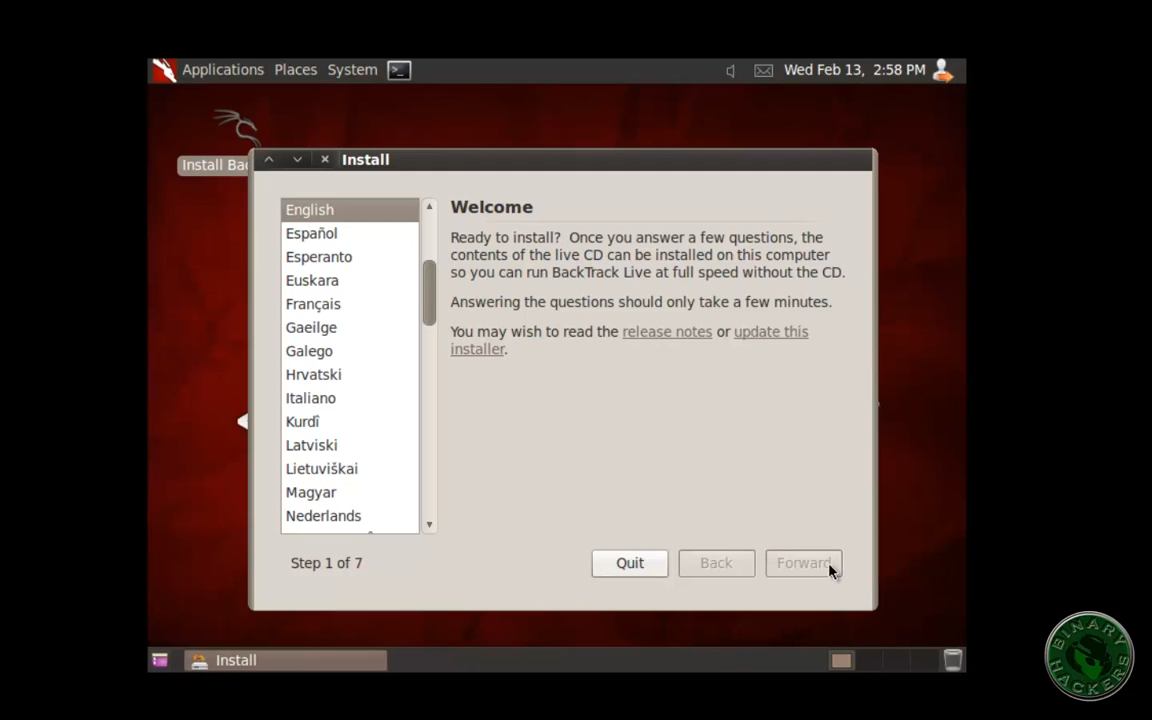 Applications Places System
Wed Feb 13, 2:58 PM
Install
English
Español
Esperanto
Euskara
Français
Gaeilge
Galego
Hrvatski
Italiano
Kurdî
Latviski
Lietuviškai
Magyar
Nederlands
Welcome
Ready to install? Once you answer a few questions, the
contents of the live CD can be installed on this computer
so you can run BackTrack Live at full speed without the CD.
Answering the questions should only take a few minutes.
You may wish to read the release notes or update this
installer.
Step 1 of 7
Quit
Back
Forward
Install
Install
BINARY
HACKERS